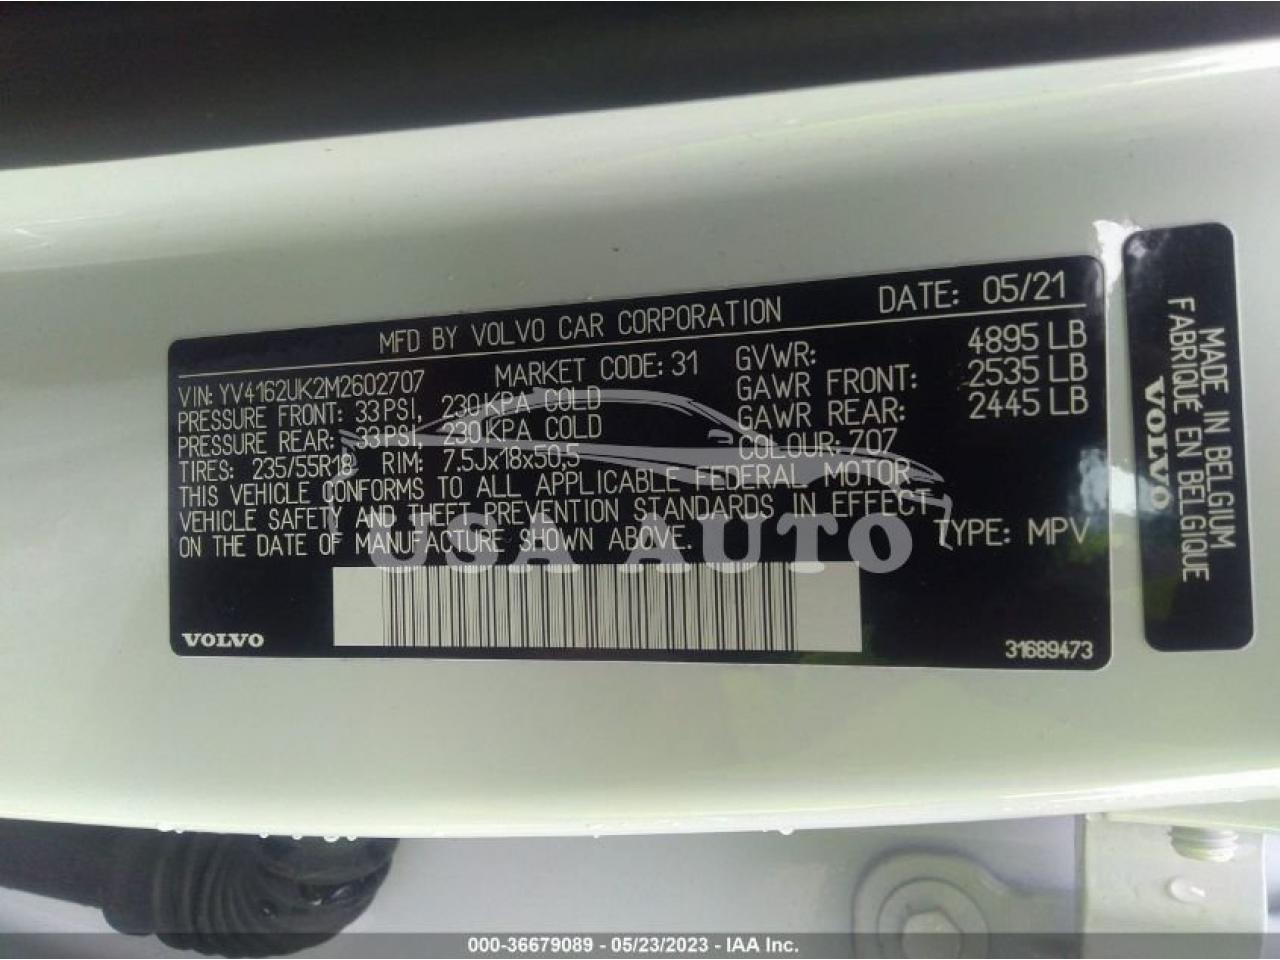 MFD BY VOLVO CAR CORPORATION DATE: 05/21
VIN: YV4162UK2M2602707 MARKET CODE: 31 GVWR: 4895 LB
PRESSURE FRONT: 33PSI, 230 KPA COLD GAWR FRONT: 2535 LB
PRESSURE REAR: 33PSI, 230 KPA COLD GAWR REAR: 2445 LB
TIRES: 235/55R18 RIM: 7.5Jx18x50,5 COLOUR: 707
THIS VEHICLE CONFORMS TO ALL APPLICABLE FEDERAL MOTOR
VEHICLE SAFETY AND THEFT PREVENTION STANDARDS IN EFFECT
ON THE DATE OF MANUFACTURE SHOWN ABOVE. TYPE: MPV
USA AUTO
VOLVO
31689473
MADE IN BELGIUM
FABRIQUÉ EN BELGIQUE
VOLVO
000-36679089 - 05/23/2023 - IAA Inc.